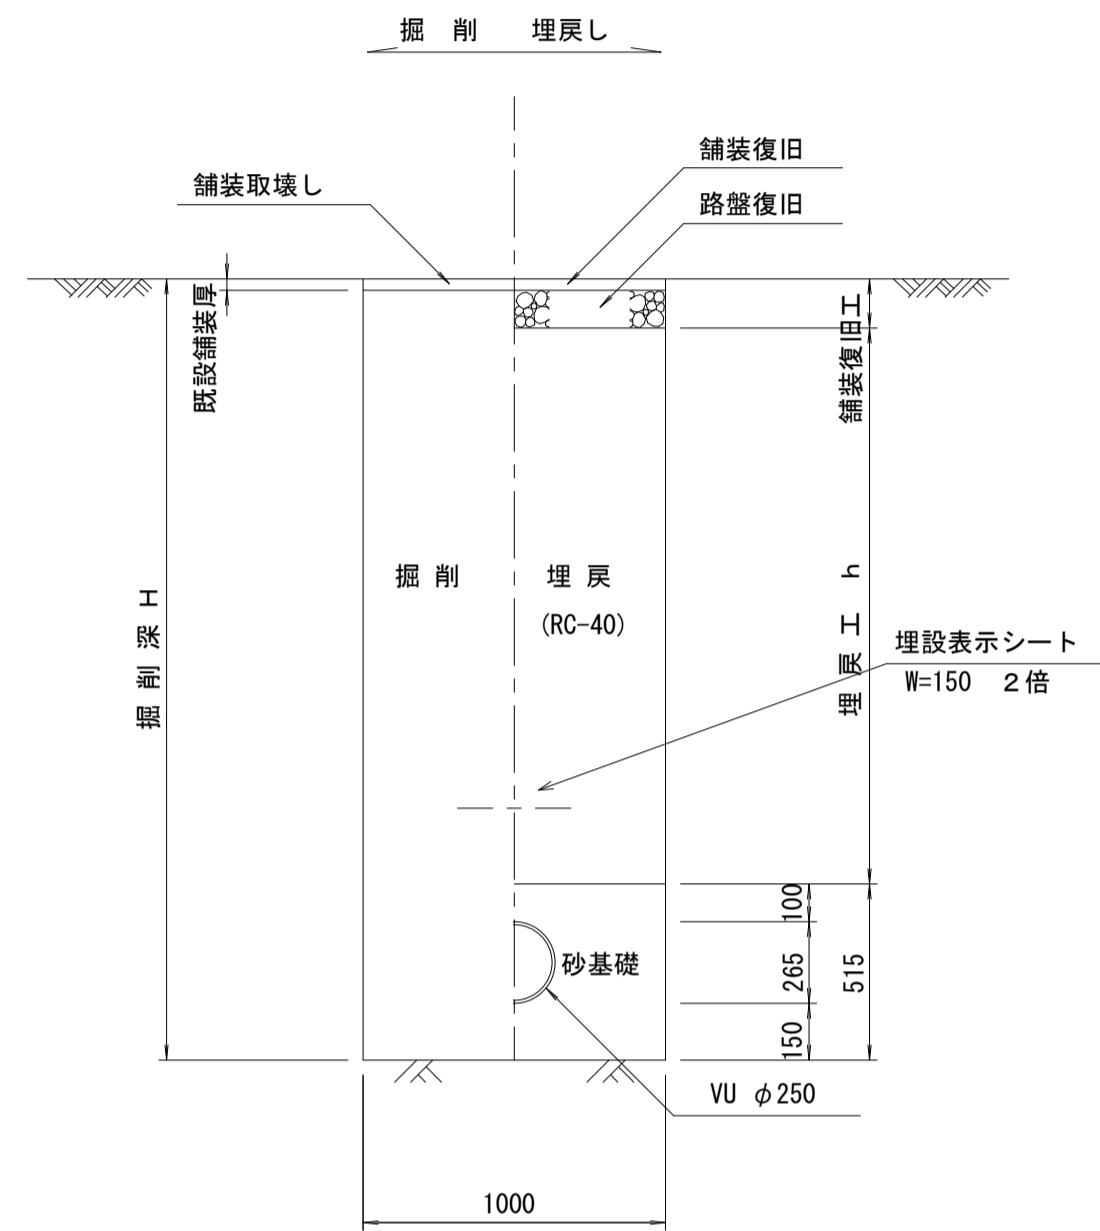 掘 削 埋戻し
舗装取壊し
舗装復旧
路盤復旧
既設舗装厚
舗装復旧工
掘削深 H
掘 削
埋 戻
(RC-40)
埋戻工 h
埋設表示シート
W=150 2倍
砂基礎
100
265
150
515
VU φ250
1000